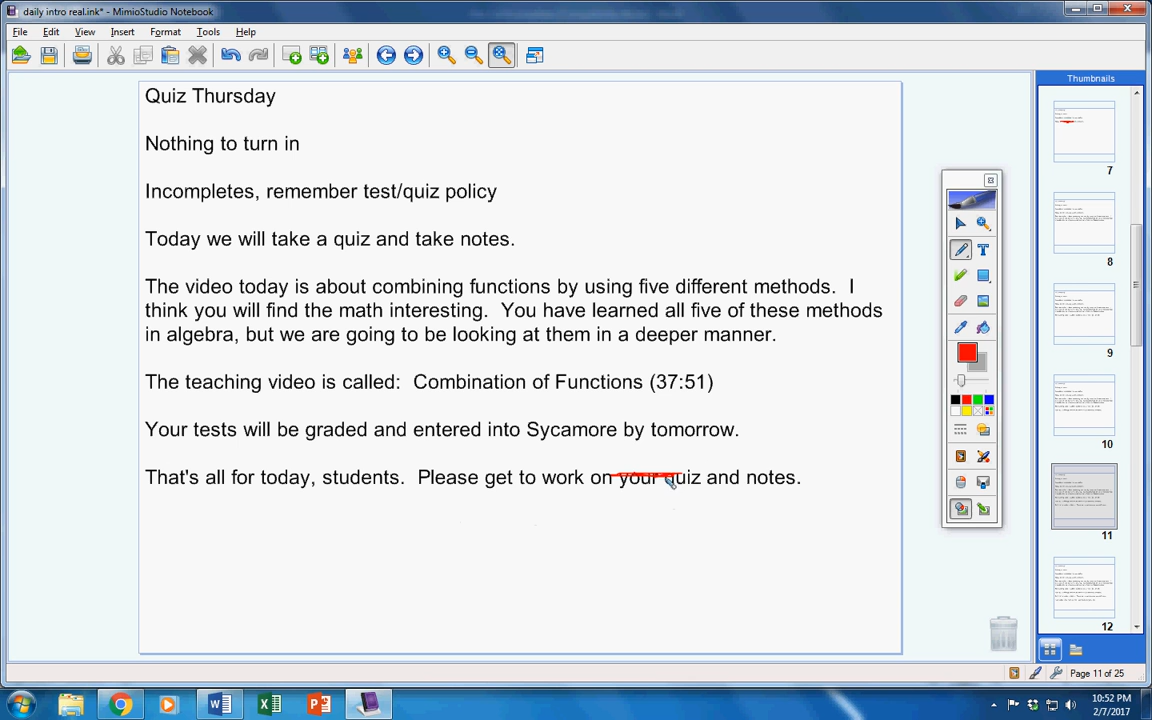 daily intro real.ink* - MimioStudio Notebook
File Edit View Insert Format Tools Help
Quiz Thursday
Nothing to turn in
Incompletes, remember test/quiz policy
Today we will take a quiz and take notes.
The video today is about combining functions by using five different methods. I
think you will find the math interesting. You have learned all five of these methods
in algebra, but we are going to be looking at them in a deeper manner.
The teaching video is called: Combination of Functions (37:51)
Your tests will be graded and entered into Sycamore by tomorrow.
That's all for today, students. Please get to work on your quiz and notes.
Thumbnails
7
8
9
10
11
12
Page 11 of 25
10:52 PM
2/7/2017